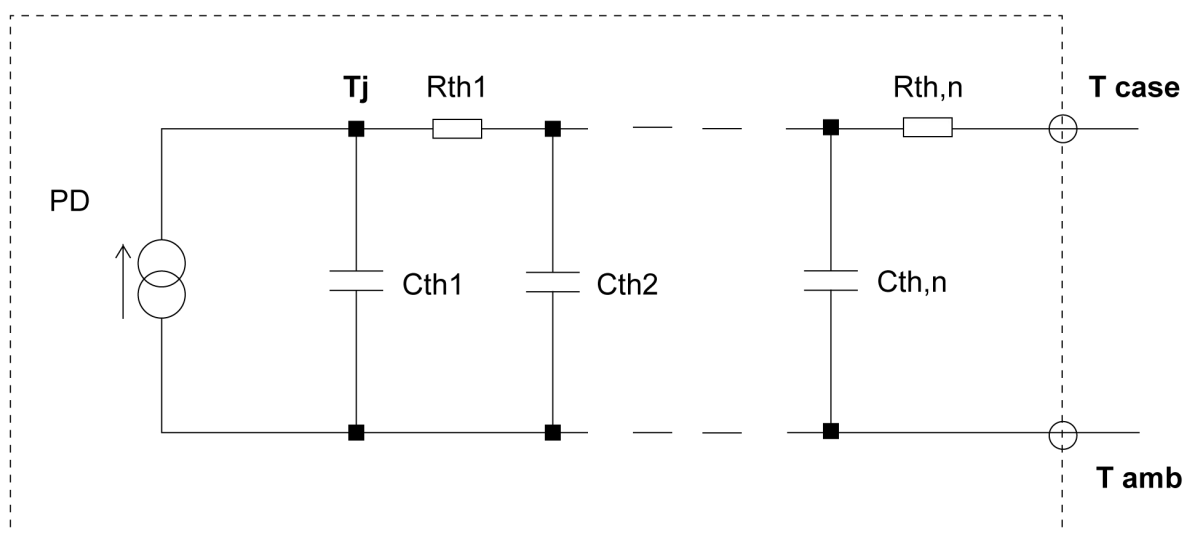 Tj
Rth1
Rth,n
T case
PD
Cth1
Cth2
Cth,n
T amb